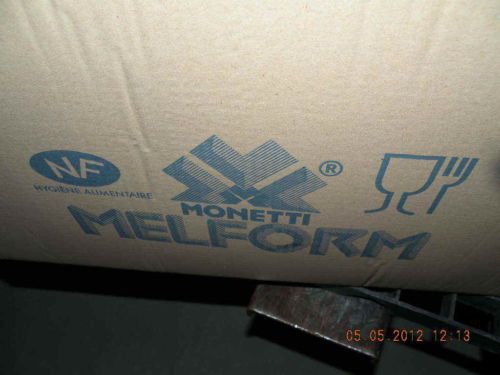 NF
HYGIÈNE ALIMENTAIRE
MONETTI
®
MELFORM
05.05.2012 12:13